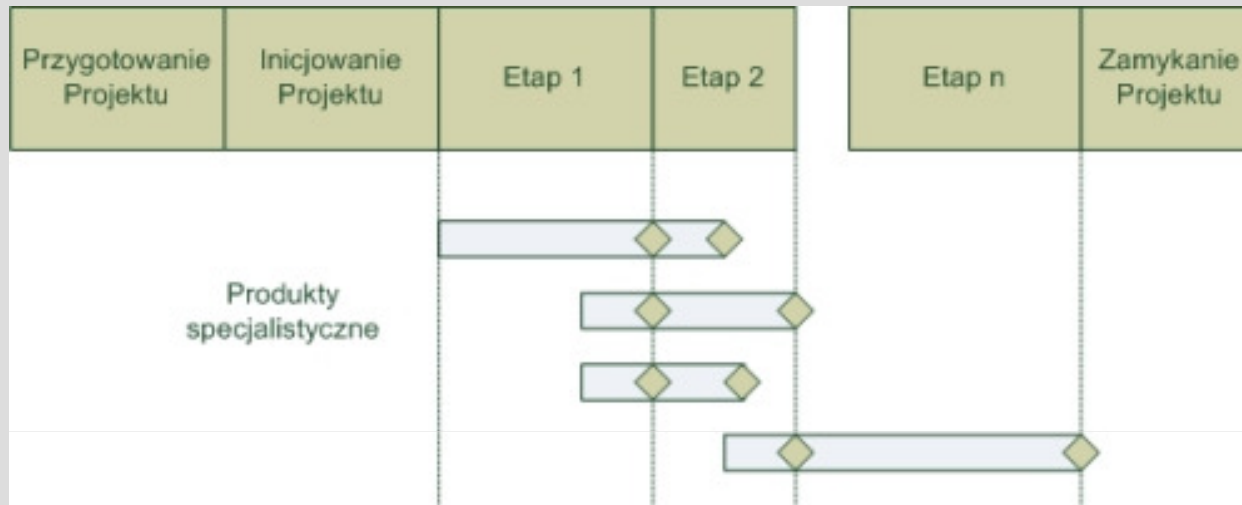 Przygotowanie
Projektu
Inicjowanie
Projektu
Etap 1
Etap 2
Etap n
Zamykanie
Projektu
Produkty
specjalistyczne